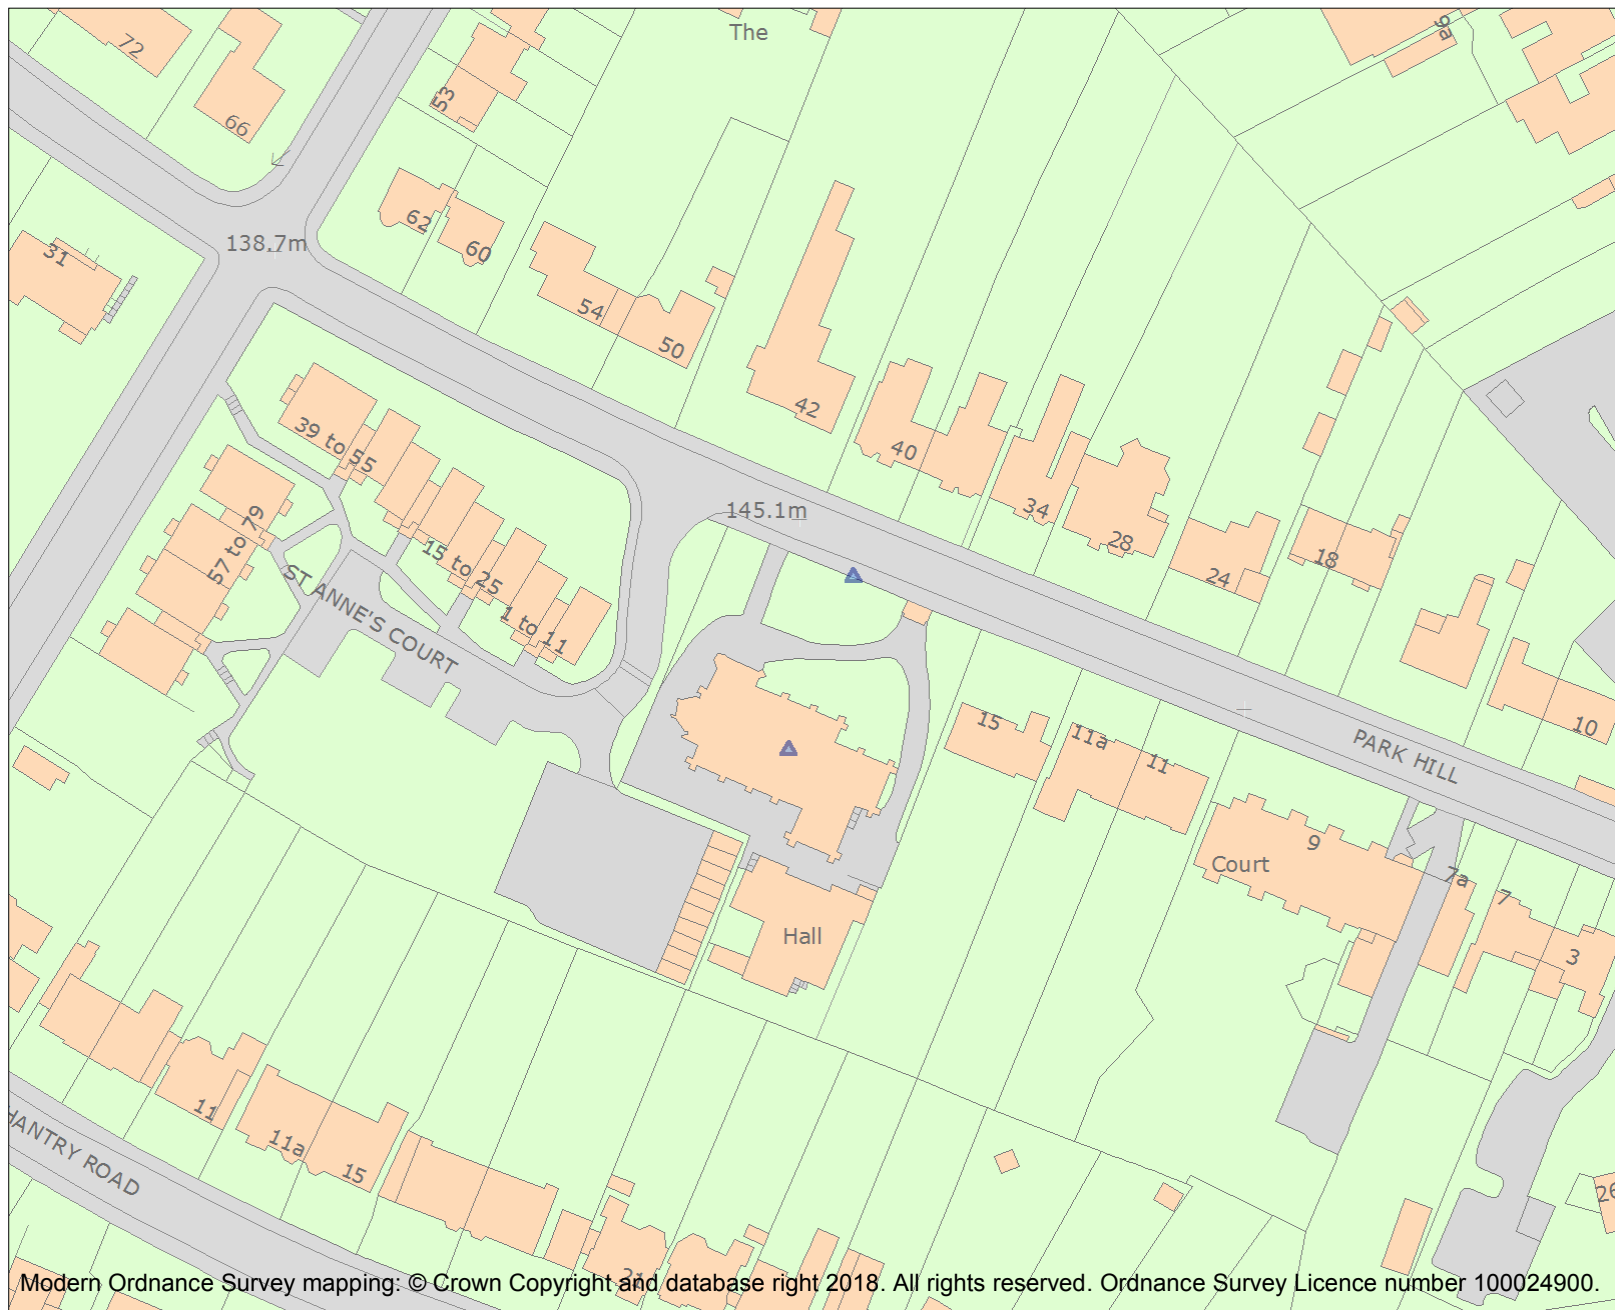 The
72
66
53
62
60
138.7m
31
54
50
42
40
34
28
24
18
10
39 to 55
57 to 79
15 to 25
1 to 11
ST ANNE'S COURT
145.1m
PARK HILL
15
11a
11
9
Court
7a
7
3
Hall
11
11a
15
21
26
HANTRY ROAD
Modern Ordnance Survey mapping: © Crown Copyright and database right 2018. All rights reserved. Ordnance Survey Licence number 100024900.